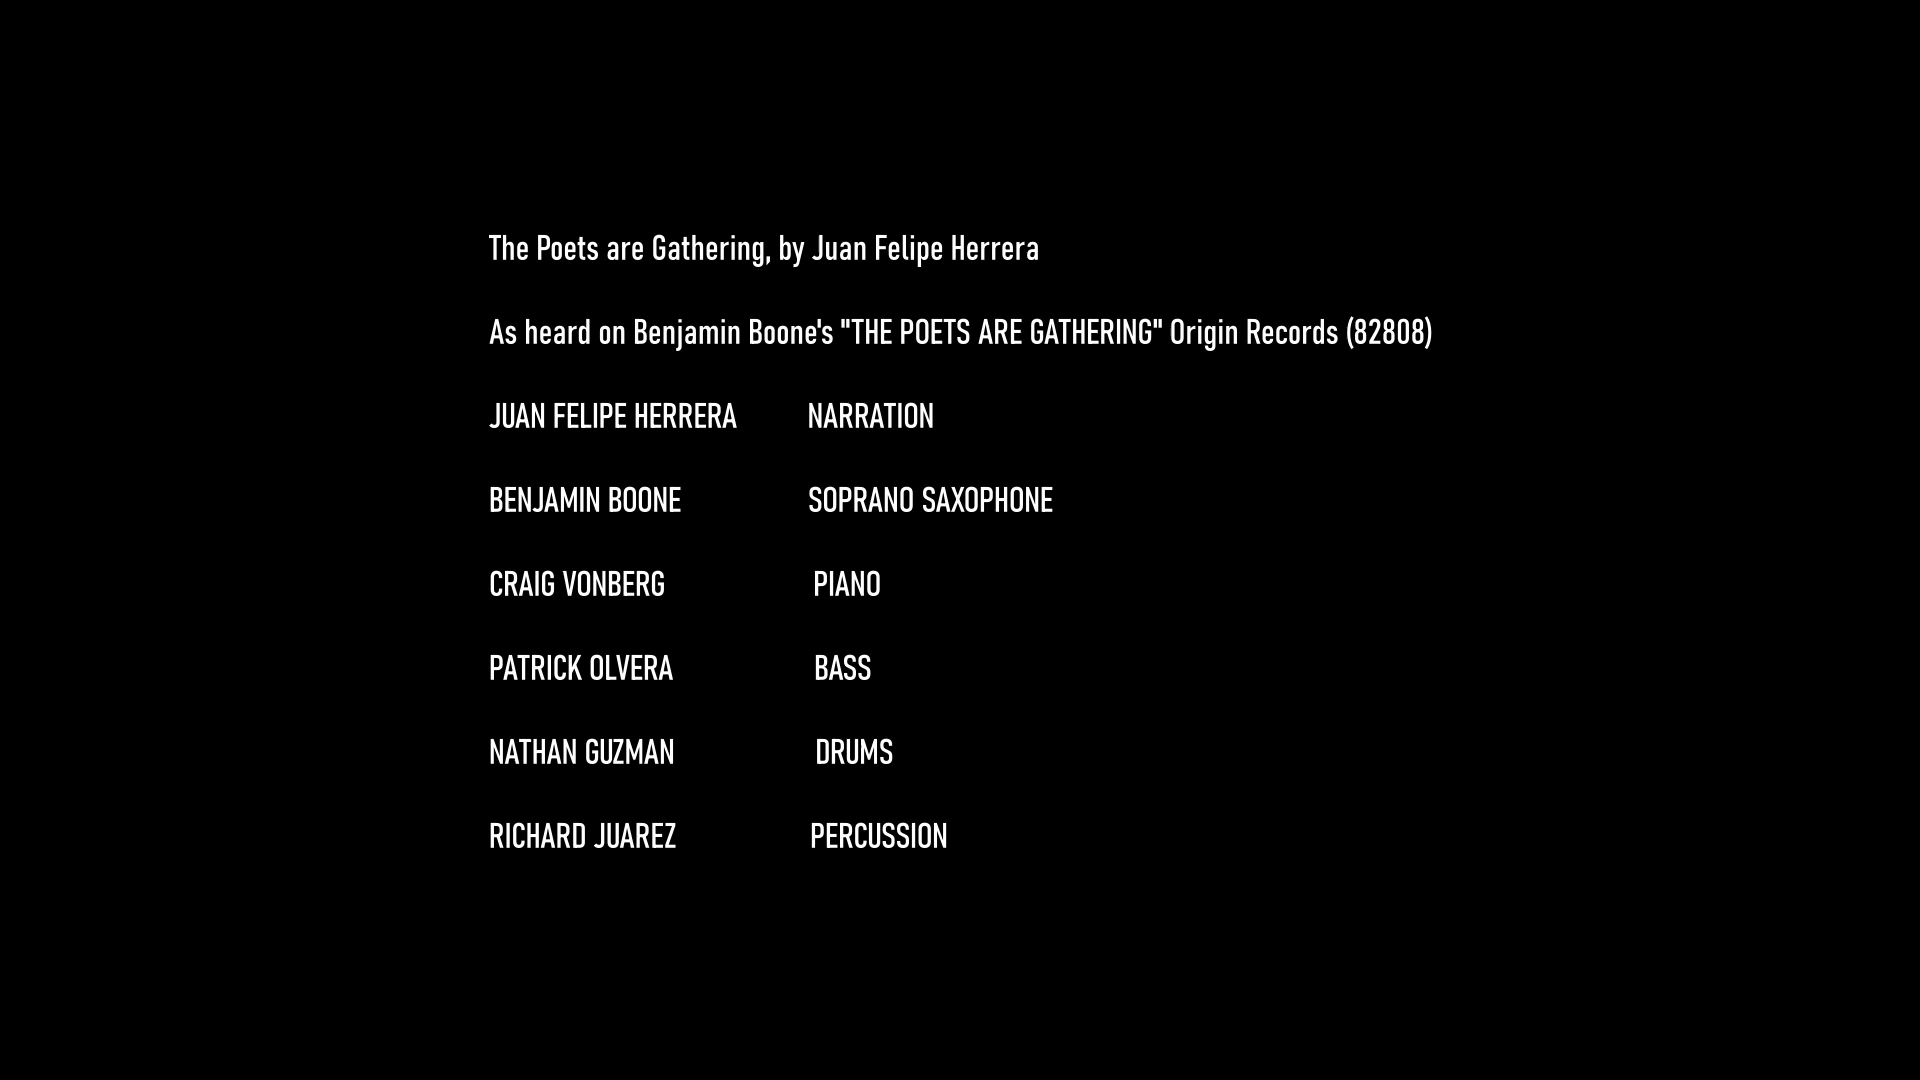 The Poets are Gathering, by Juan Felipe Herrera
As heard on Benjamin Boone's "THE POETS ARE GATHERING" Origin Records (82808)
JUAN FELIPE HERRERA NARRATION
BENJAMIN BOONE SOPRANO SAXOPHONE
CRAIG VONBERG PIANO
PATRICK OLVERA BASS
NATHAN GUZMAN DRUMS
RICHARD JUAREZ PERCUSSION